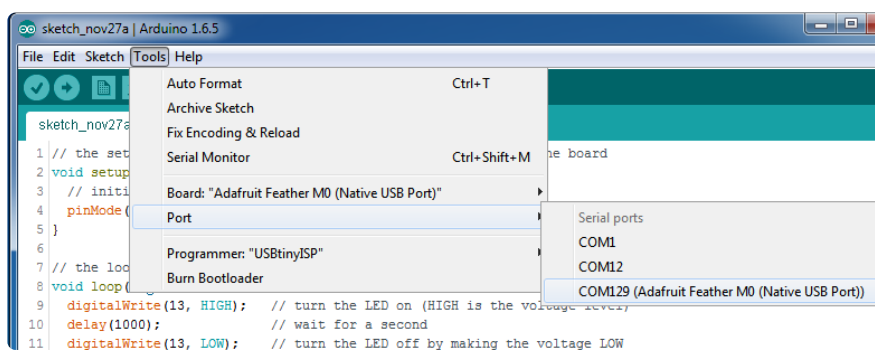 sketch_nov27a | Arduino 1.6.5
File Edit Sketch Tools Help
Auto Format Ctrl+T
Archive Sketch
sketch_nov27a
Fix Encoding & Reload
Serial Monitor Ctrl+Shift+M
1 // the set he board
2 void setup
3 // initi
Board: "Adafruit Feather M0 (Native USB Port)"
4 pinMode(
Port
Serial ports
5 }
COM1
6
Programmer: "USBtinyISP"
7 // the loo
COM12
Burn Bootloader
8 void loop(
COM129 (Adafruit Feather M0 (Native USB Port))
9 digitalWrite(13, HIGH); // turn the LED on (HIGH is the voltage level)
10 delay(1000); // wait for a second
11 digitalWrite(13, LOW); // turn the LED off by making the voltage LOW